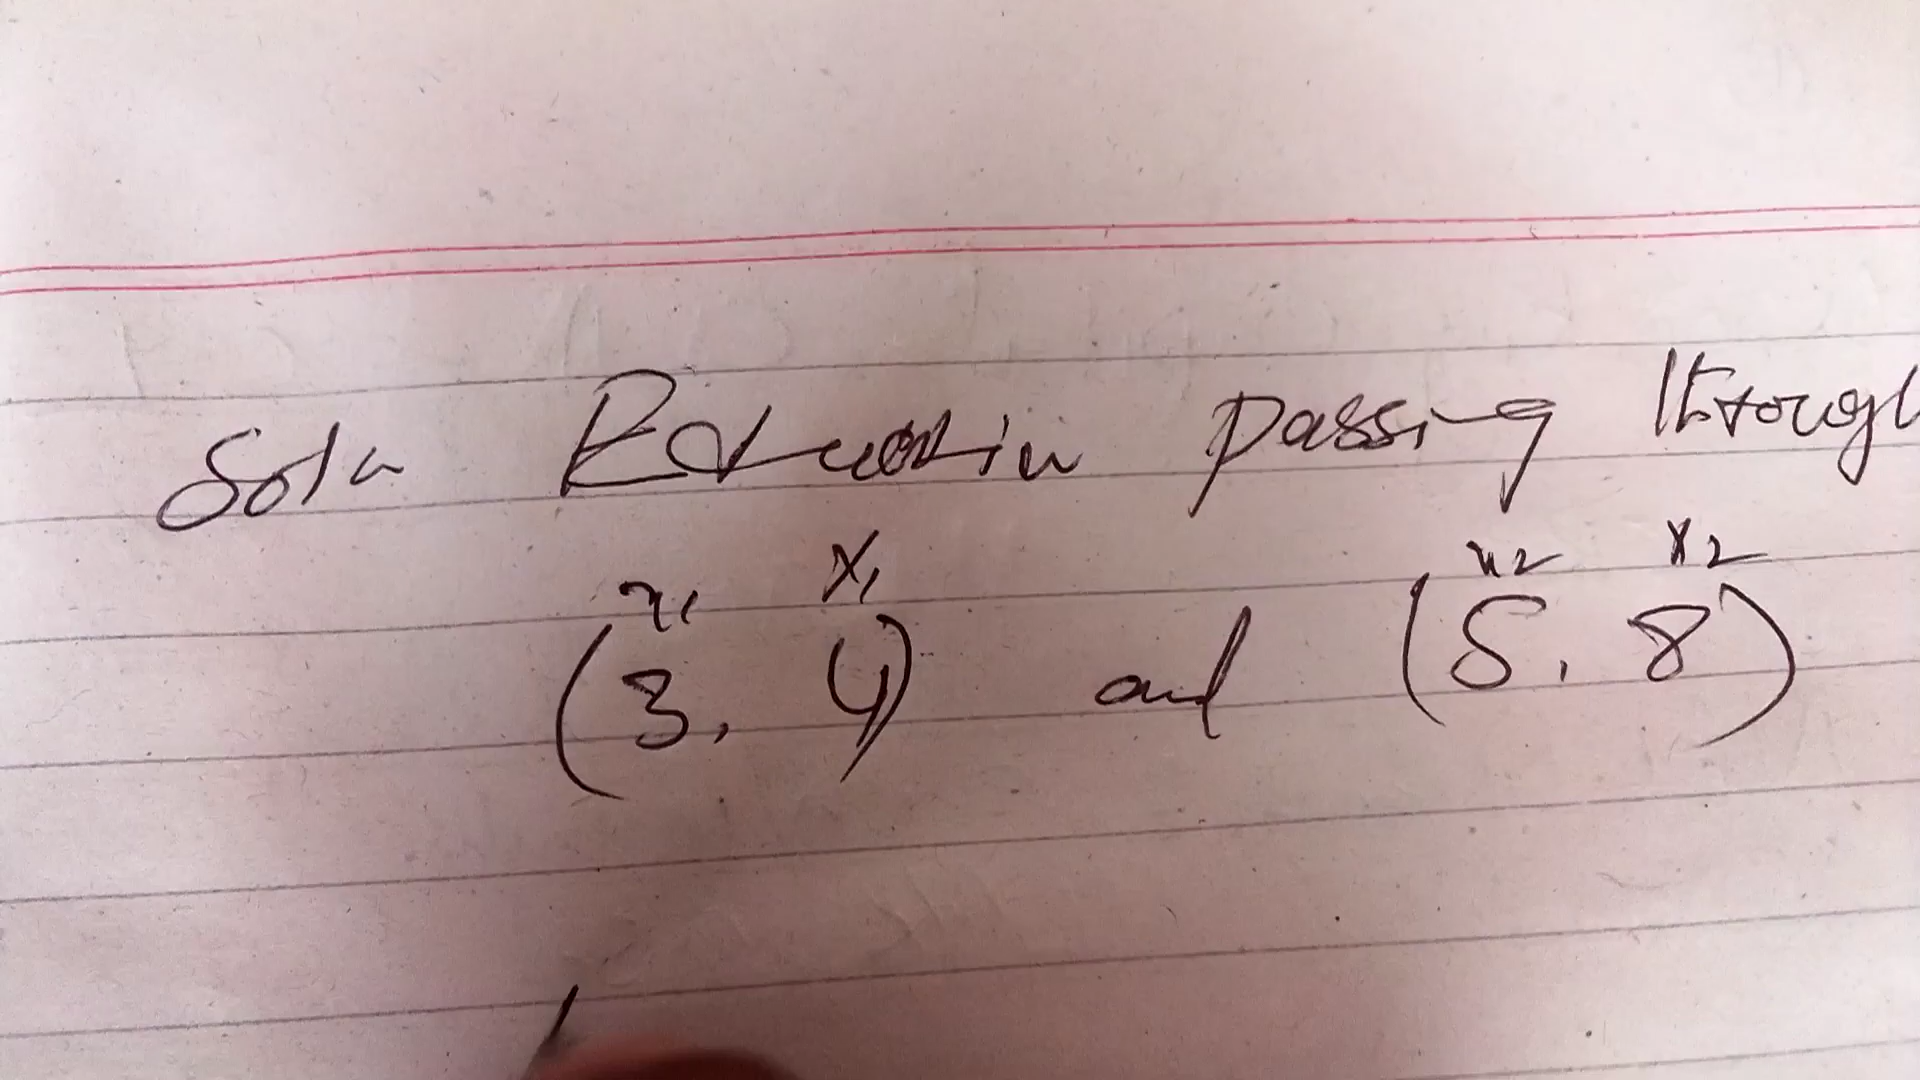 Soln Equation passing through
x1 y1 x2 y2
(3, 4) and (5, 8)